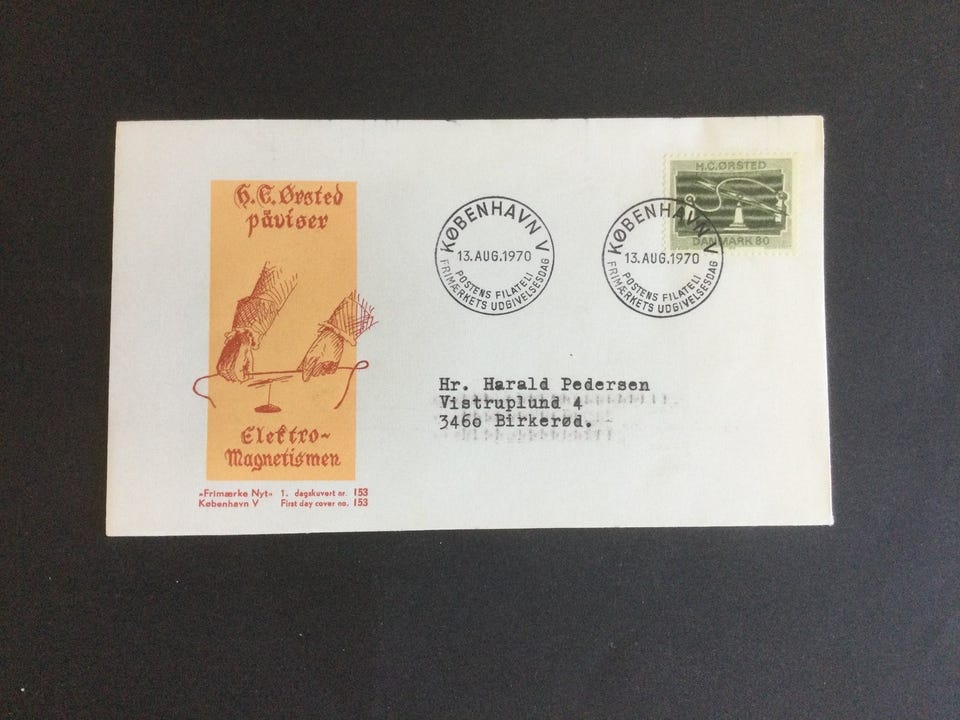 H.C. Ørsted
påviser
Elektro-
Magnetismen
»Frimærke Nyt« 1. dagskuvert nr. 153
København V First day cover no. 153
KØBENHAVN V
13.AUG.1970
POSTENS FILATELI
FRIMÆRKETS UDGIVELSESDAG
KØBENHAVN V
13.AUG.1970
POSTENS FILATELI
FRIMÆRKETS UDGIVELSESDAG
H.C.ØRSTED
DANMARK 80
Hr. Harald Pedersen
Vistruplund 4
3460 Birkerød.